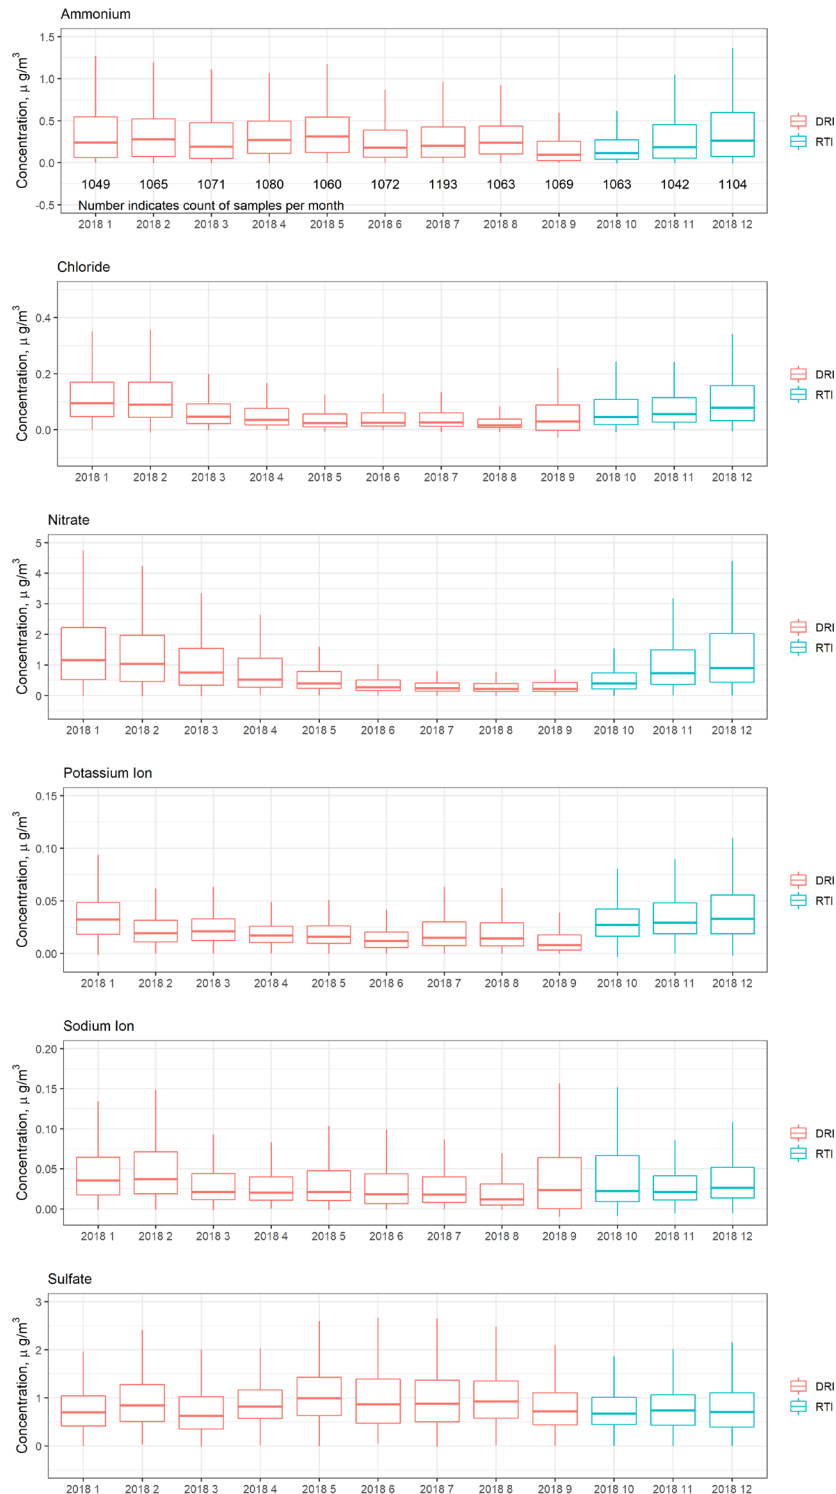 Ammonium
Concentration, μ g/m³
1.5
1.0
0.5
0.0
-0.5
1049 1065 1071 1080 1060 1072 1193 1063 1069 1063 1042 1104
Number indicates count of samples per month
2018 1 2018 2 2018 3 2018 4 2018 5 2018 6 2018 7 2018 8 2018 9 2018 10 2018 11 2018 12
DRI
RTI
Chloride
Concentration, μ g/m³
0.4
0.2
0.0
2018 1 2018 2 2018 3 2018 4 2018 5 2018 6 2018 7 2018 8 2018 9 2018 10 2018 11 2018 12
DRI
RTI
Nitrate
Concentration, μ g/m³
5
4
3
2
1
0
2018 1 2018 2 2018 3 2018 4 2018 5 2018 6 2018 7 2018 8 2018 9 2018 10 2018 11 2018 12
DRI
RTI
Potassium Ion
Concentration, μ g/m³
0.15
0.10
0.05
0.00
2018 1 2018 2 2018 3 2018 4 2018 5 2018 6 2018 7 2018 8 2018 9 2018 10 2018 11 2018 12
DRI
RTI
Sodium Ion
Concentration, μ g/m³
0.20
0.15
0.10
0.05
0.00
2018 1 2018 2 2018 3 2018 4 2018 5 2018 6 2018 7 2018 8 2018 9 2018 10 2018 11 2018 12
DRI
RTI
Sulfate
Concentration, μ g/m³
3
2
1
0
2018 1 2018 2 2018 3 2018 4 2018 5 2018 6 2018 7 2018 8 2018 9 2018 10 2018 11 2018 12
DRI
RTI